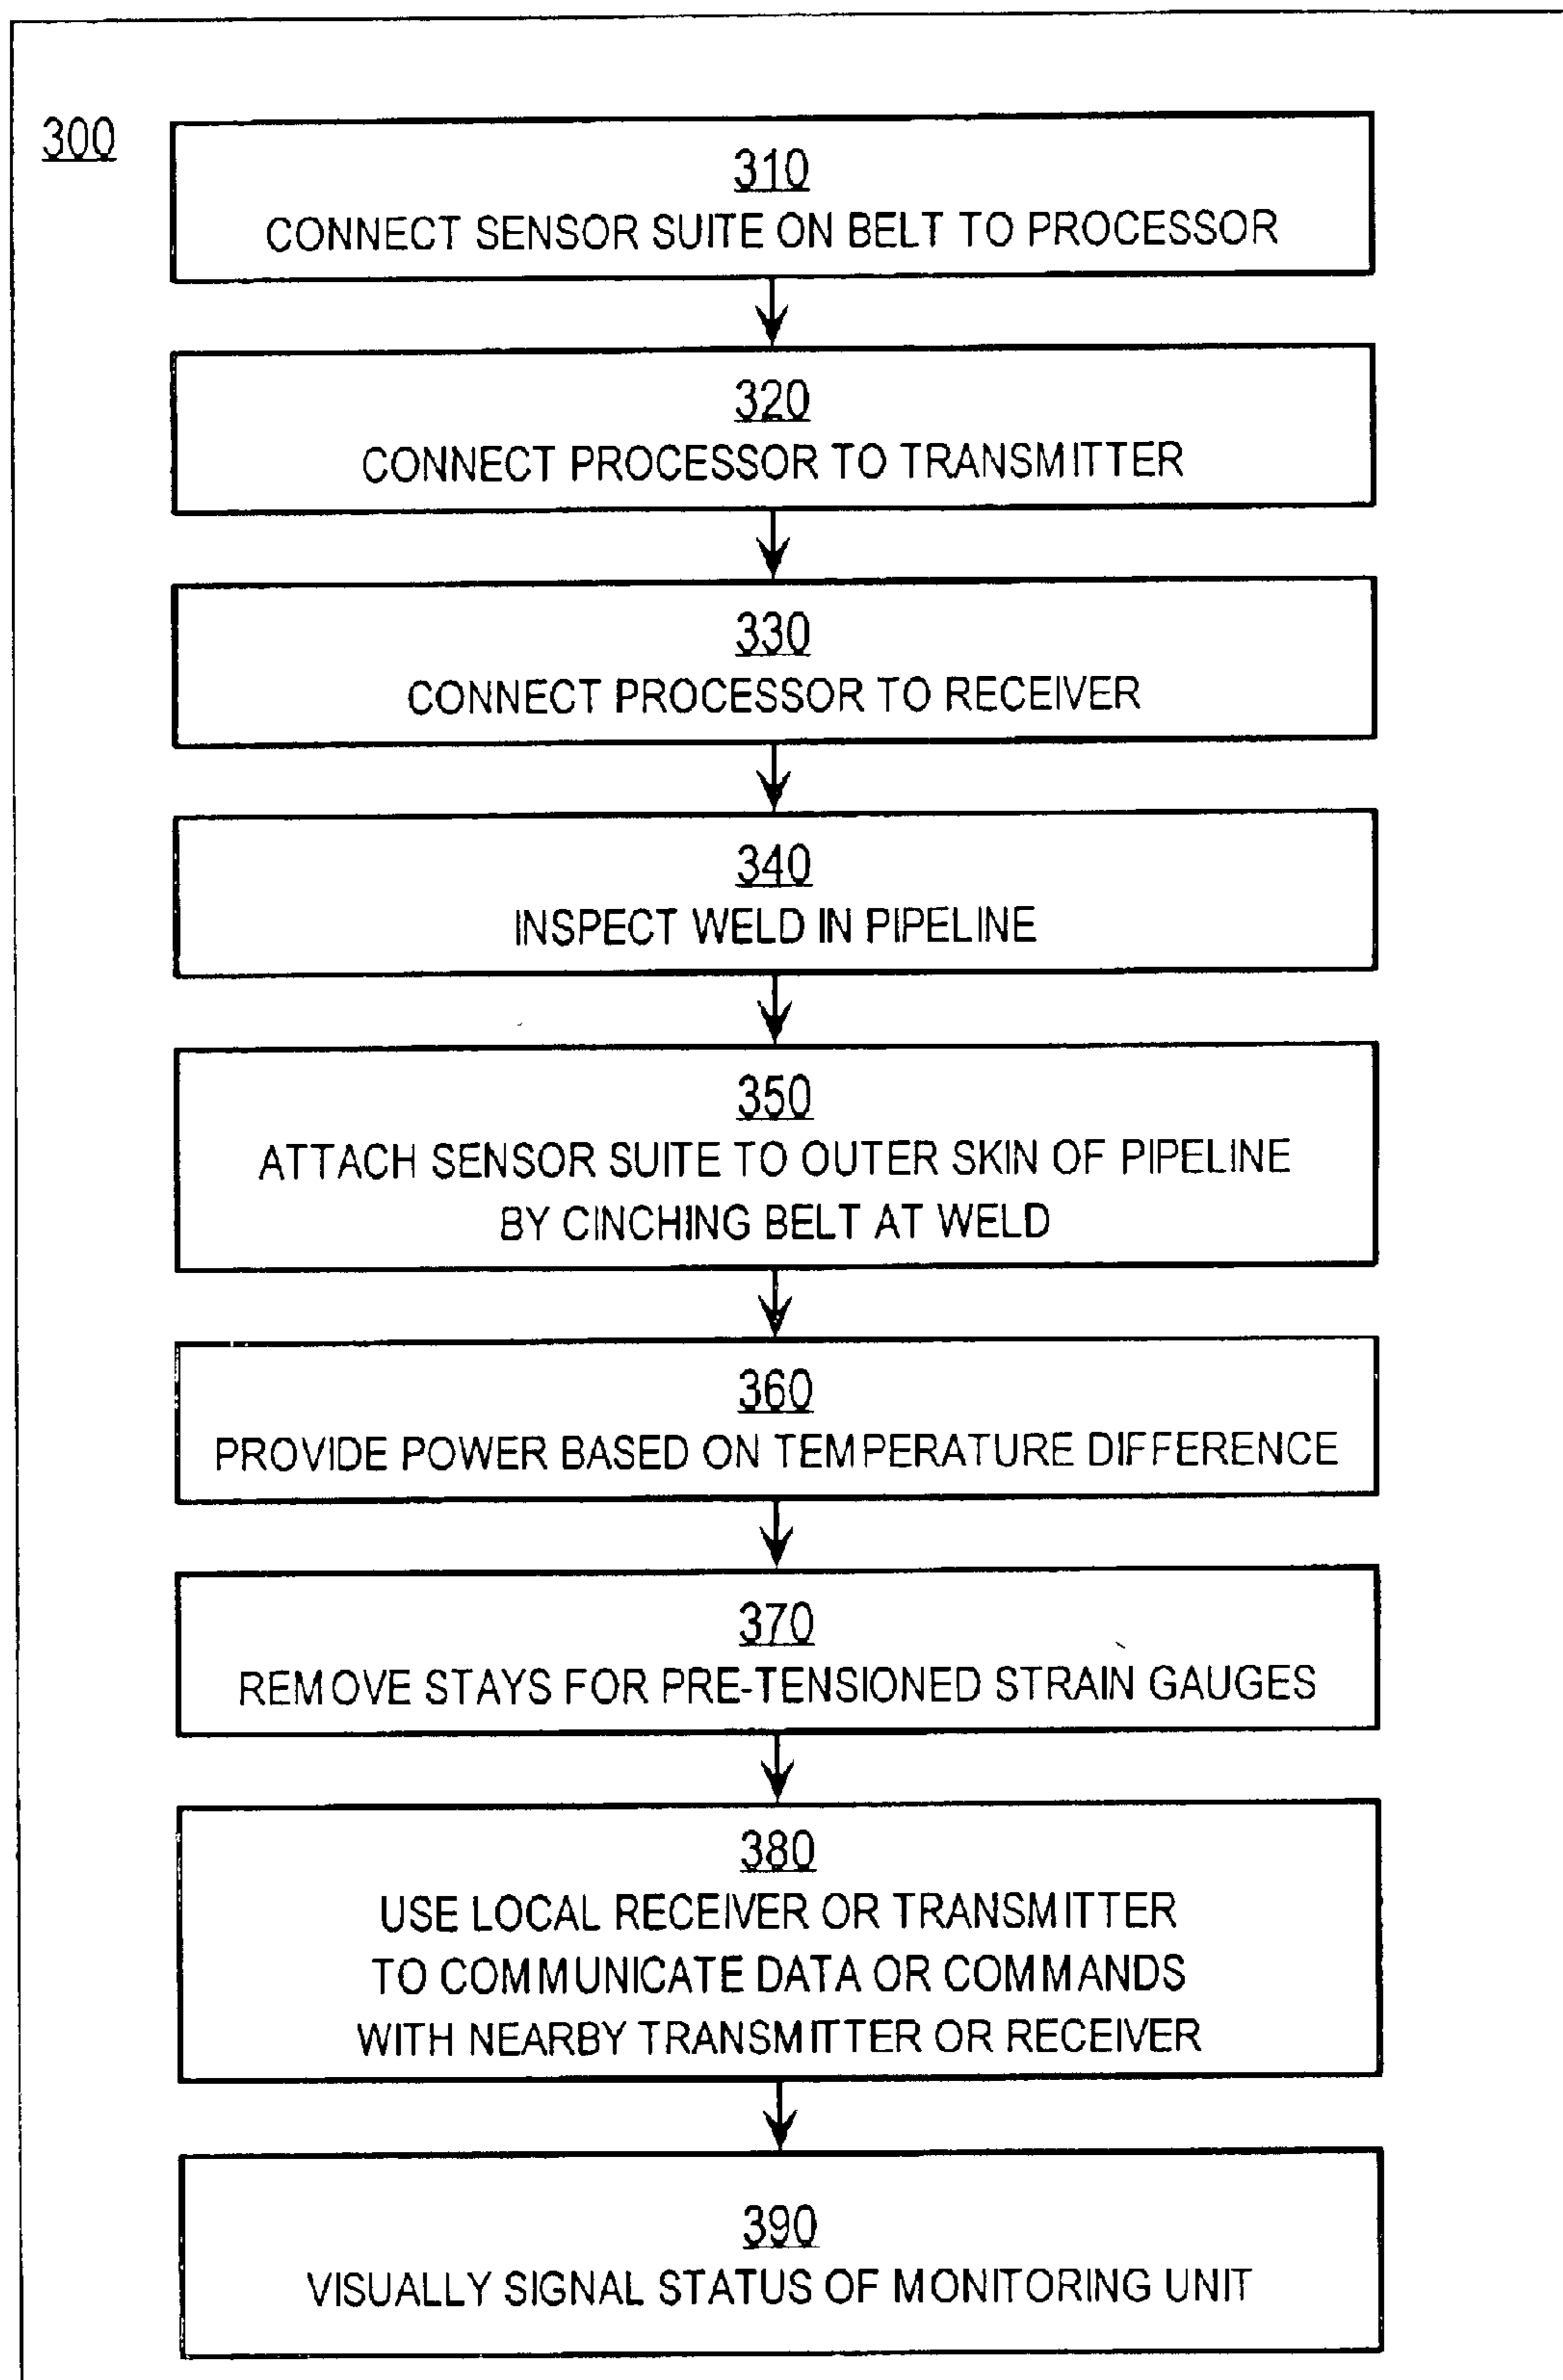 300
310
CONNECT SENSOR SUITE ON BELT TO PROCESSOR
320
CONNECT PROCESSOR TO TRANSMITTER
330
CONNECT PROCESSOR TO RECEIVER
340
INSPECT WELD IN PIPELINE
350
ATTACH SENSOR SUITE TO OUTER SKIN OF PIPELINE
BY CINCHING BELT AT WELD
360
PROVIDE POWER BASED ON TEMPERATURE DIFFERENCE
370
REMOVE STAYS FOR PRE-TENSIONED STRAIN GAUGES
380
USE LOCAL RECEIVER OR TRANSMITTER
TO COMMUNICATE DATA OR COMMANDS
WITH NEARBY TRANSMITTER OR RECEIVER
390
VISUALLY SIGNAL STATUS OF MONITORING UNIT